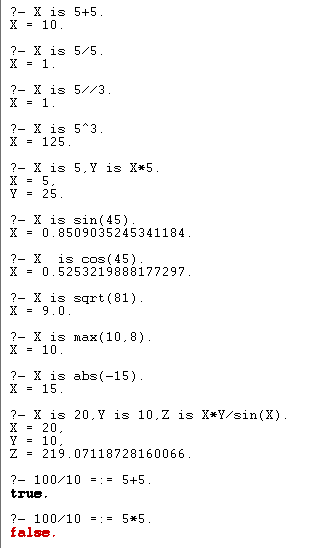 ?- X is 5+5.
X = 10.
?- X is 5/5.
X = 1.
?- X is 5//3.
X = 1.
?- X is 5^3.
X = 125.
?- X is 5,Y is X*5.
X = 5,
Y = 25.
?- X is sin(45).
X = 0.8509035245341184.
?- X  is cos(45).
X = 0.5253219888177297.
?- X is sqrt(81).
X = 9.0.
?- X is max(10,8).
X = 10.
?- X is abs(-15).
X = 15.
?- X is 20,Y is 10,Z is X*Y/sin(X).
X = 20,
Y = 10,
Z = 219.07118728160066.
?- 100/10 =:= 5+5.
true.
?- 100/10 =:= 5*5.
false.